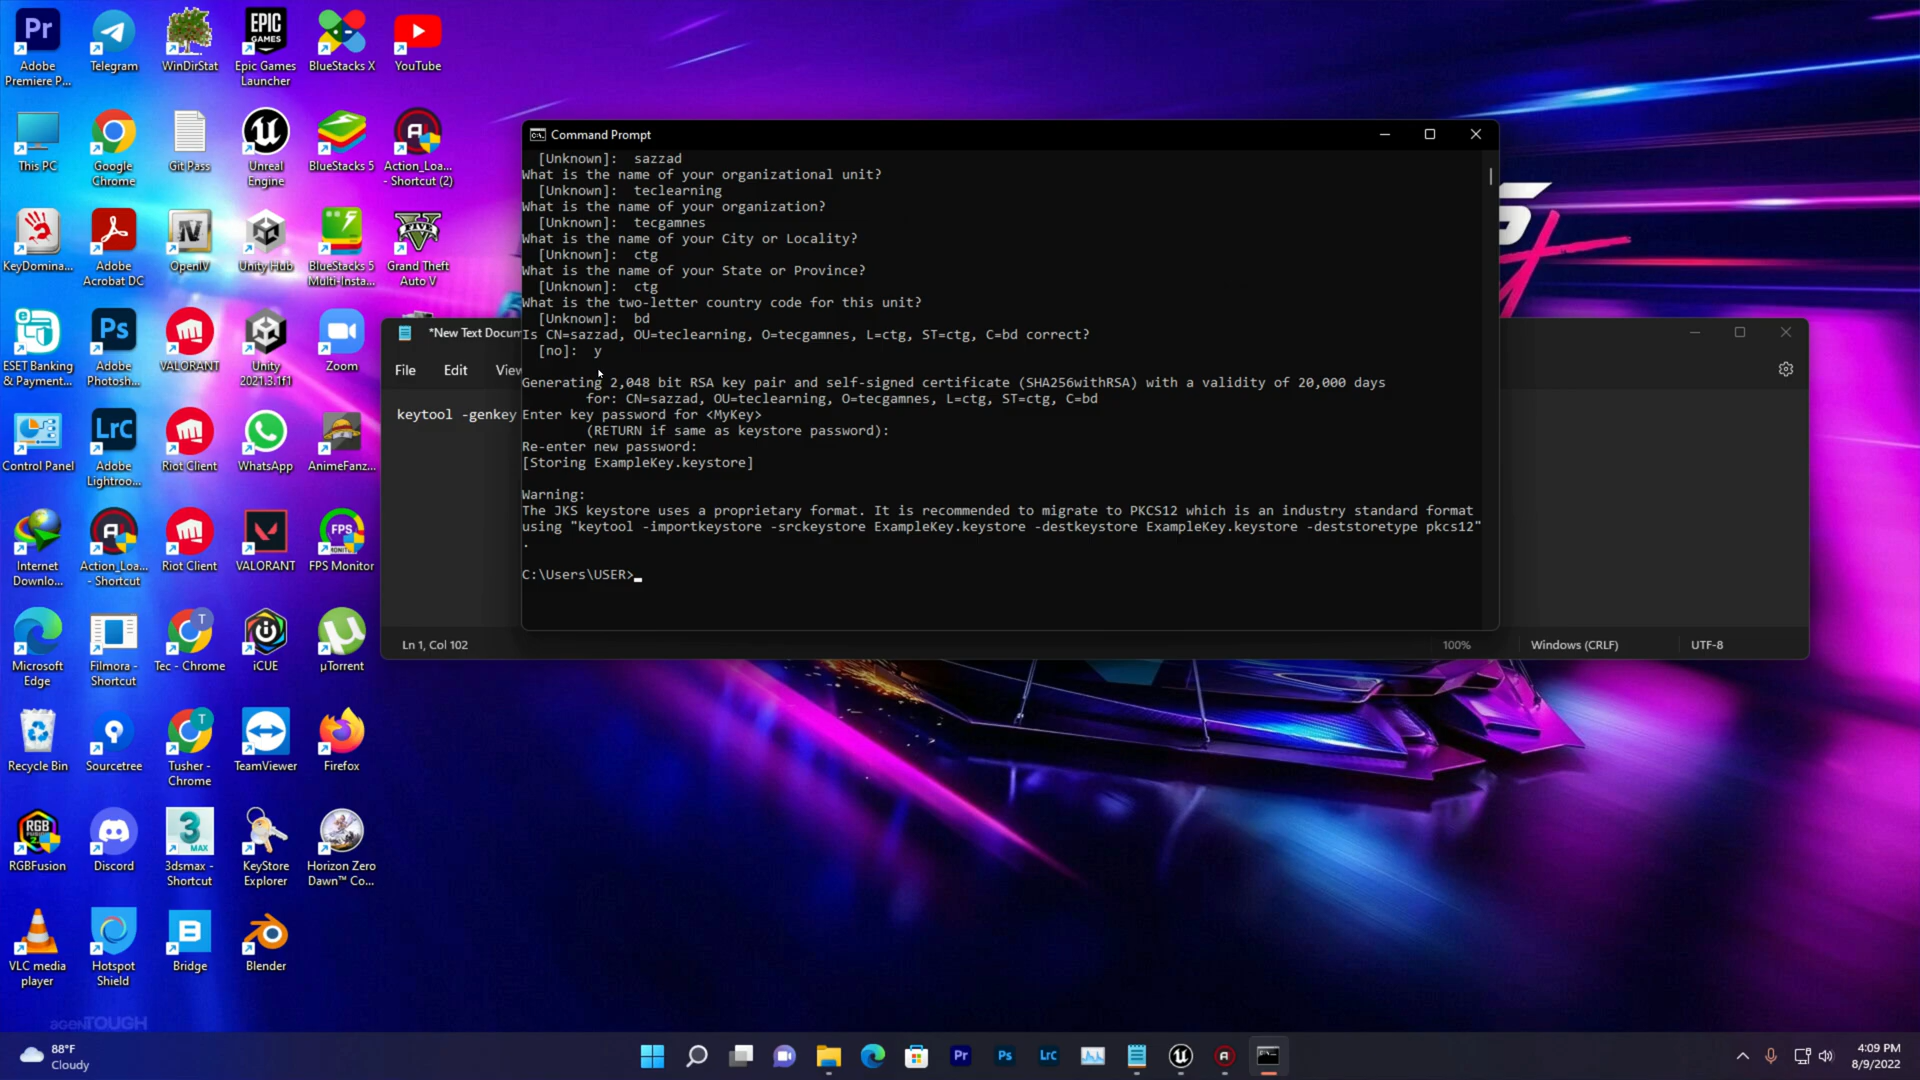 Adobe
Premiere P...
Telegram
WinDirStat
EPIC
GAMES
Epic Games
Launcher
BlueStacks X
YouTube
This PC
Google
Chrome
Git Pass
Unreal
Engine
BlueStacks 5
Action_Loa...
- Shortcut (2)
KeyDomina...
Adobe
Acrobat DC
OpenIV
Unity Hub
BlueStacks 5
Multi-Insta...
Grand Theft
Auto V
ESET Banking
& Payment...
Adobe
Photosh...
VALORANT
Unity
2021.3.1f1
Zoom
Control Panel
Adobe
Lightroo...
Riot Client
WhatsApp
AnimeFanz...
Internet
Downlo...
Action_Loa...
- Shortcut
Riot Client
VALORANT
FPS Monitor
Microsoft
Edge
Filmora -
Shortcut
Tec - Chrome
iCUE
µTorrent
Recycle Bin
Sourcetree
Tusher -
Chrome
TeamViewer
Firefox
RGBFusion
Discord
3dsmax -
Shortcut
KeyStore
Explorer
Horizon Zero
Dawn™ Co...
VLC media
player
Hotspot
Shield
Bridge
Blender
Command Prompt
[Unknown]:  sazzad
What is the name of your organizational unit?
[Unknown]:  teclearning
What is the name of your organization?
[Unknown]:  tecgamnes
What is the name of your City or Locality?
[Unknown]:  ctg
What is the name of your State or Province?
[Unknown]:  ctg
What is the two-letter country code for this unit?
[Unknown]:  bd
Is CN=sazzad, OU=teclearning, O=tecgamnes, L=ctg, ST=ctg, C=bd correct?
[no]:  y
Generating 2,048 bit RSA key pair and self-signed certificate (SHA256withRSA) with a validity of 20,000 days
for: CN=sazzad, OU=teclearning, O=tecgamnes, L=ctg, ST=ctg, C=bd
Enter key password for <MyKey>
(RETURN if same as keystore password):
Re-enter new password:
[Storing ExampleKey.keystore]
Warning:
The JKS keystore uses a proprietary format. It is recommended to migrate to PKCS12 which is an industry standard format
using "keytool -importkeystore -srckeystore ExampleKey.keystore -destkeystore ExampleKey.keystore -deststoretype pkcs12"
.
C:\Users\USER>
*New Text Docum
File Edit View
keytool -genkey
Ln 1, Col 102
100%
Windows (CRLF)
UTF-8
88°F
Cloudy
Pr
Ps
LrC
4:09 PM
8/9/2022